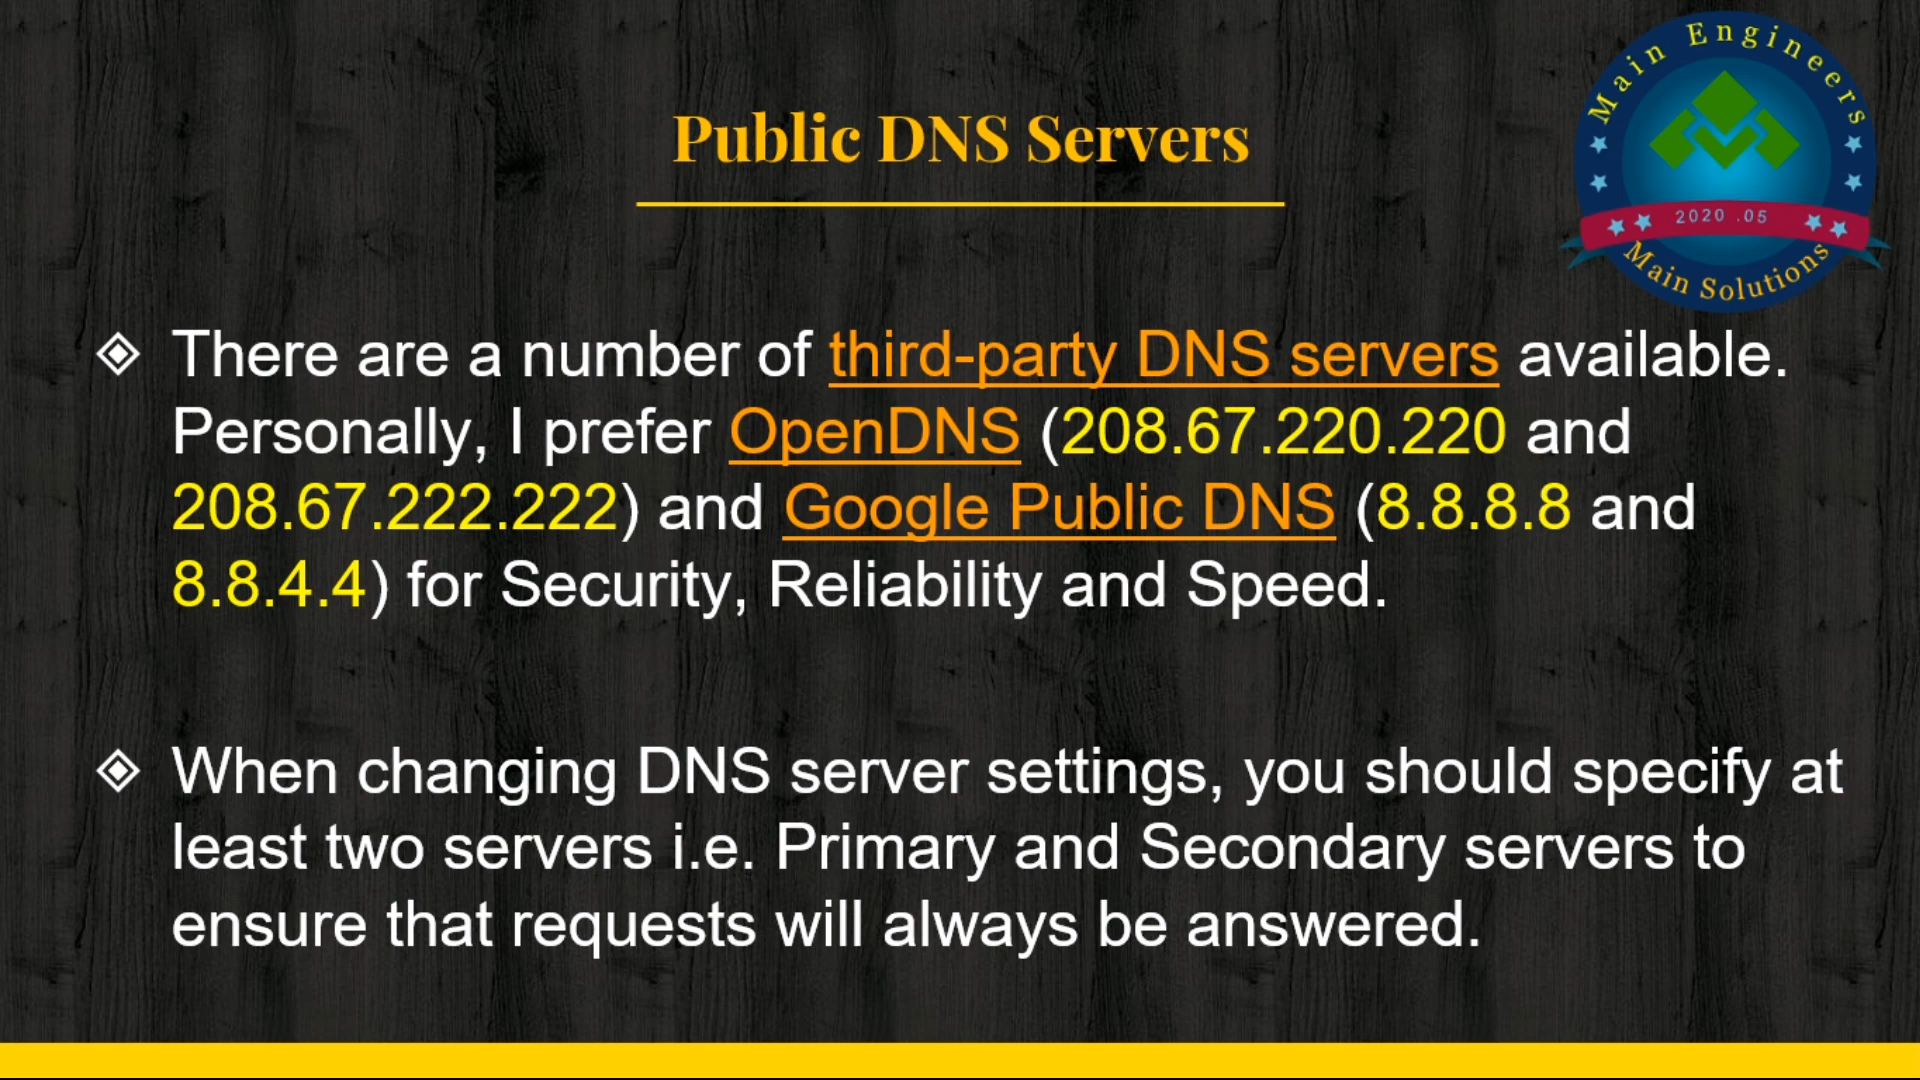 Main Engineers
2020 .05
Main Solutions
Public DNS Servers
There are a number of third-party DNS servers available.
Personally, I prefer OpenDNS (208.67.220.220 and
208.67.222.222) and Google Public DNS (8.8.8.8 and
8.8.4.4) for Security, Reliability and Speed.
When changing DNS server settings, you should specify at
least two servers i.e. Primary and Secondary servers to
ensure that requests will always be answered.